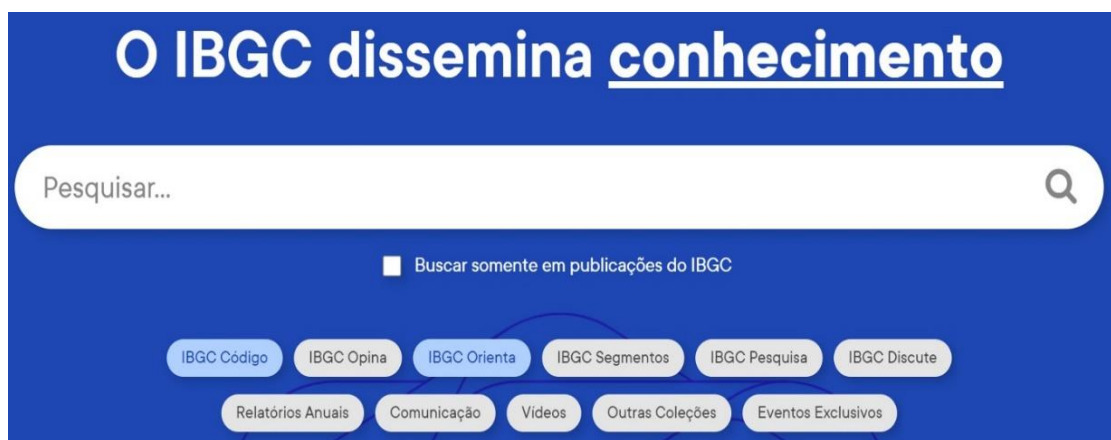 O IBGC dissemina conhecimento
Pesquisar...
Buscar somente em publicações do IBGC
IBGC Código IBGC Opina IBGC Orienta IBGC Segmentos IBGC Pesquisa IBGC Discute
Relatórios Anuais Comunicação Vídeos Outras Coleções Eventos Exclusivos